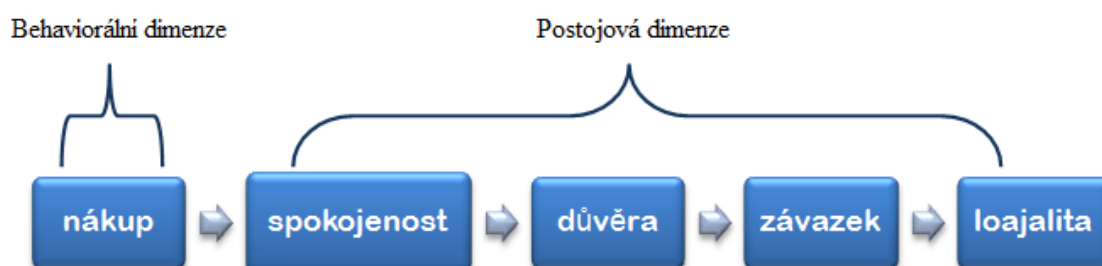 Behaviorální dimenze
Postojová dimenze
nákup
spokojenost
důvěra
závazek
loajalita